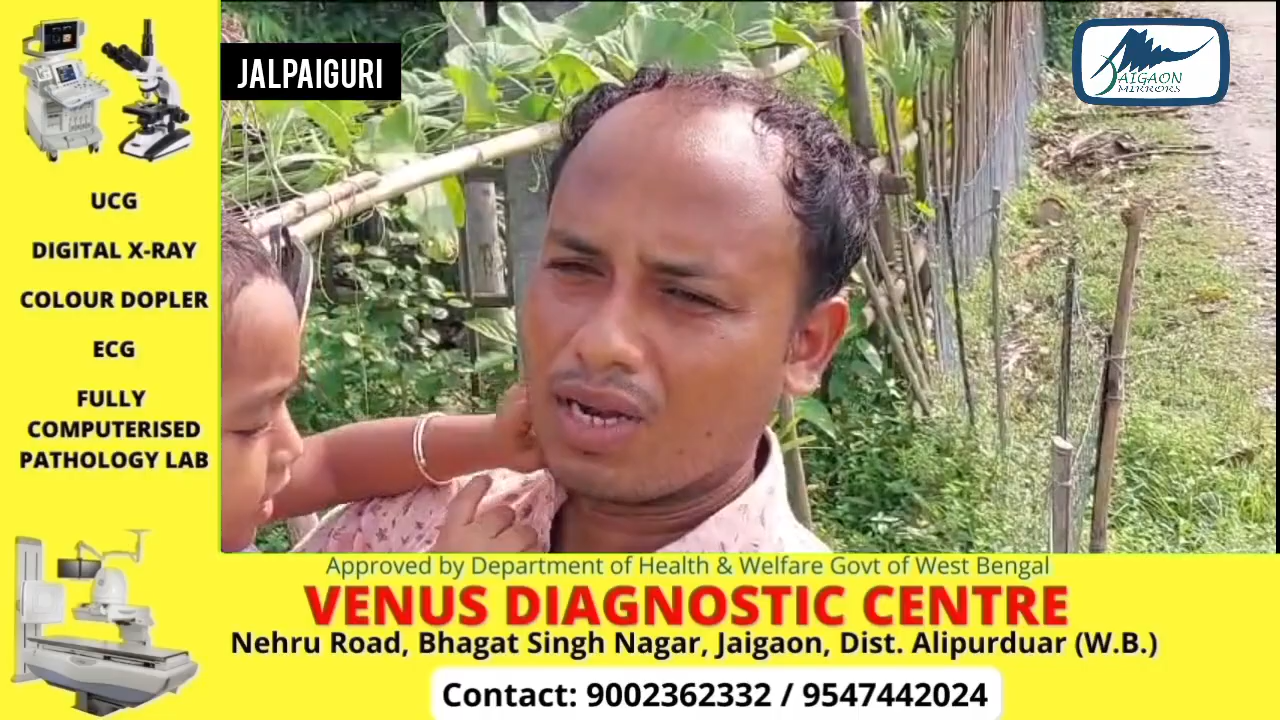 JALPAIGURI
JAIGAON
MIRRORS
UCG
DIGITAL X-RAY
COLOUR DOPLER
ECG
FULLY
COMPUTERISED
PATHOLOGY LAB
Approved by Department of Health & Welfare Govt of West Bengal
VENUS DIAGNOSTIC CENTRE
Nehru Road, Bhagat Singh Nagar, Jaigaon, Dist. Alipurduar (W.B.)
Contact: 9002362332 / 9547442024